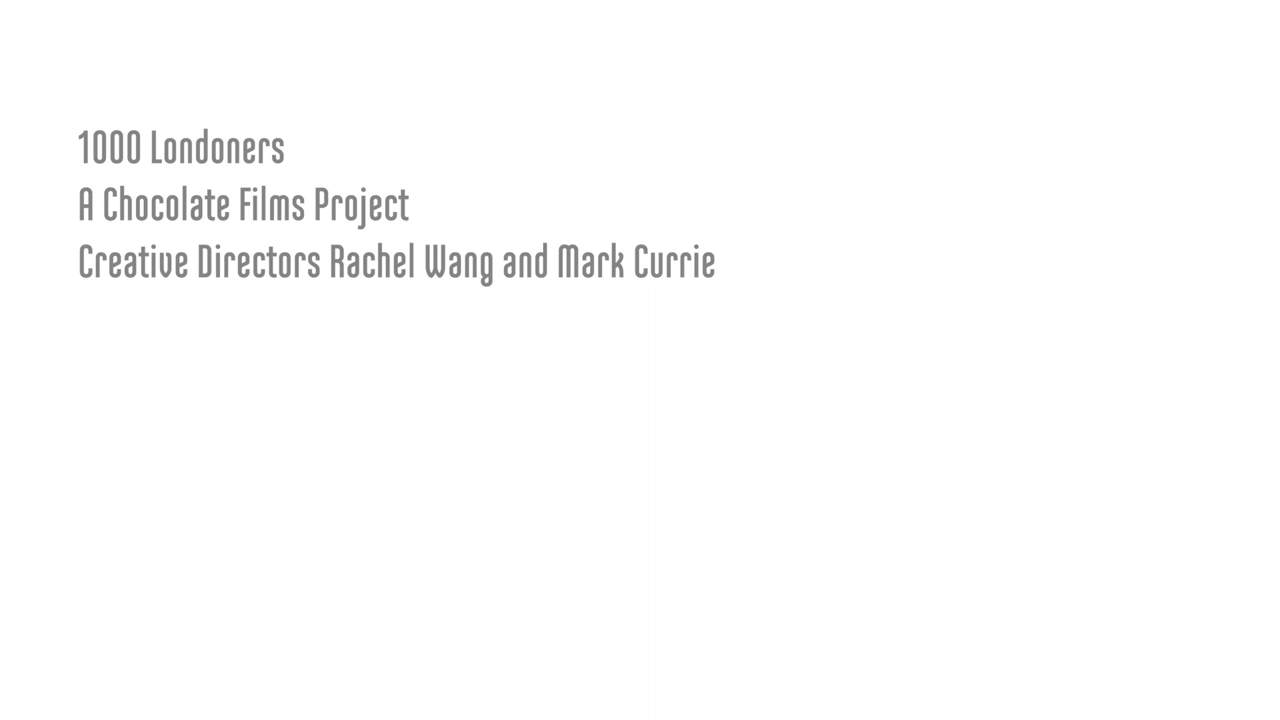 1000 Londoners
A Chocolate Films Project
Creative Directors Rachel Wang and Mark Currie